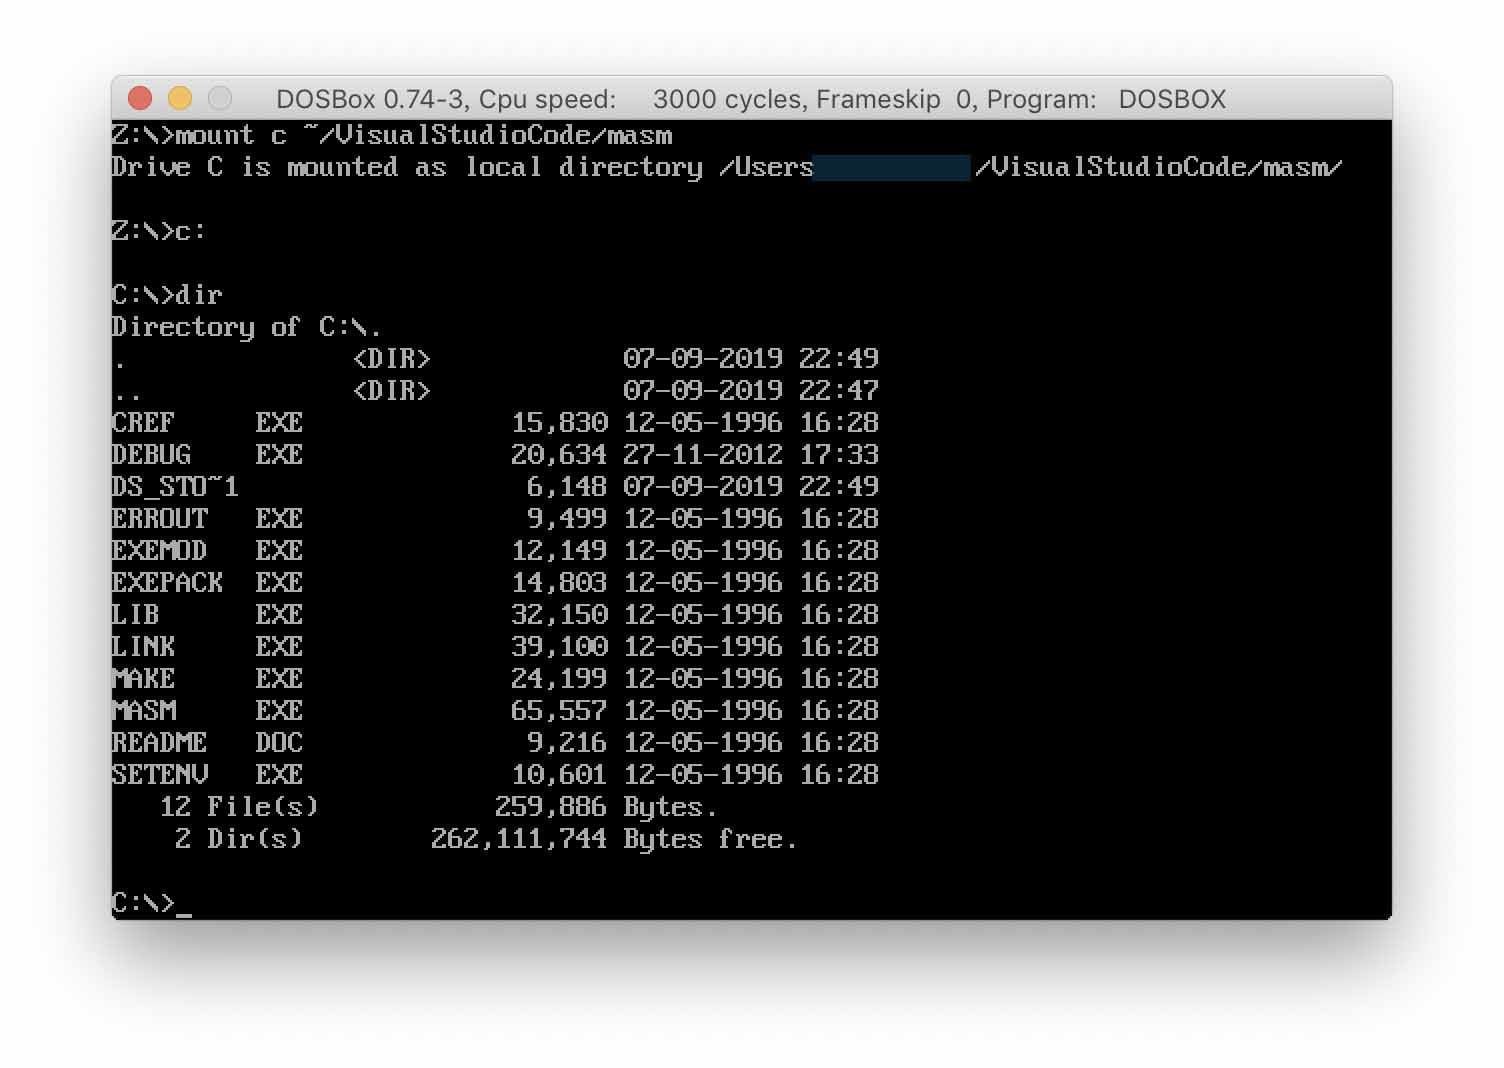 DOSBox 0.74-3, Cpu speed:    3000 cycles, Frameskip  0, Program:   DOSBOX
Z:\>mount c ~/VisualStudioCode/masm
Drive C is mounted as local directory /Users          /VisualStudioCode/masm/
Z:\>c:
C:\>dir
Directory of C:\.
.              <DIR>            07-09-2019 22:49
..             <DIR>            07-09-2019 22:47
CREF     EXE             15,830 12-05-1996 16:28
DEBUG    EXE             20,634 27-11-2012 17:33
DS_STO~1                  6,148 07-09-2019 22:49
ERROUT   EXE              9,499 12-05-1996 16:28
EXEMOD   EXE             12,149 12-05-1996 16:28
EXEPACK  EXE             14,803 12-05-1996 16:28
LIB      EXE             32,150 12-05-1996 16:28
LINK     EXE             39,100 12-05-1996 16:28
MAKE     EXE             24,199 12-05-1996 16:28
MASM     EXE             65,557 12-05-1996 16:28
README   DOC              9,216 12-05-1996 16:28
SETENV   EXE             10,601 12-05-1996 16:28
   12 File(s)           259,886 Bytes.
    2 Dir(s)        262,111,744 Bytes free.
C:\>_